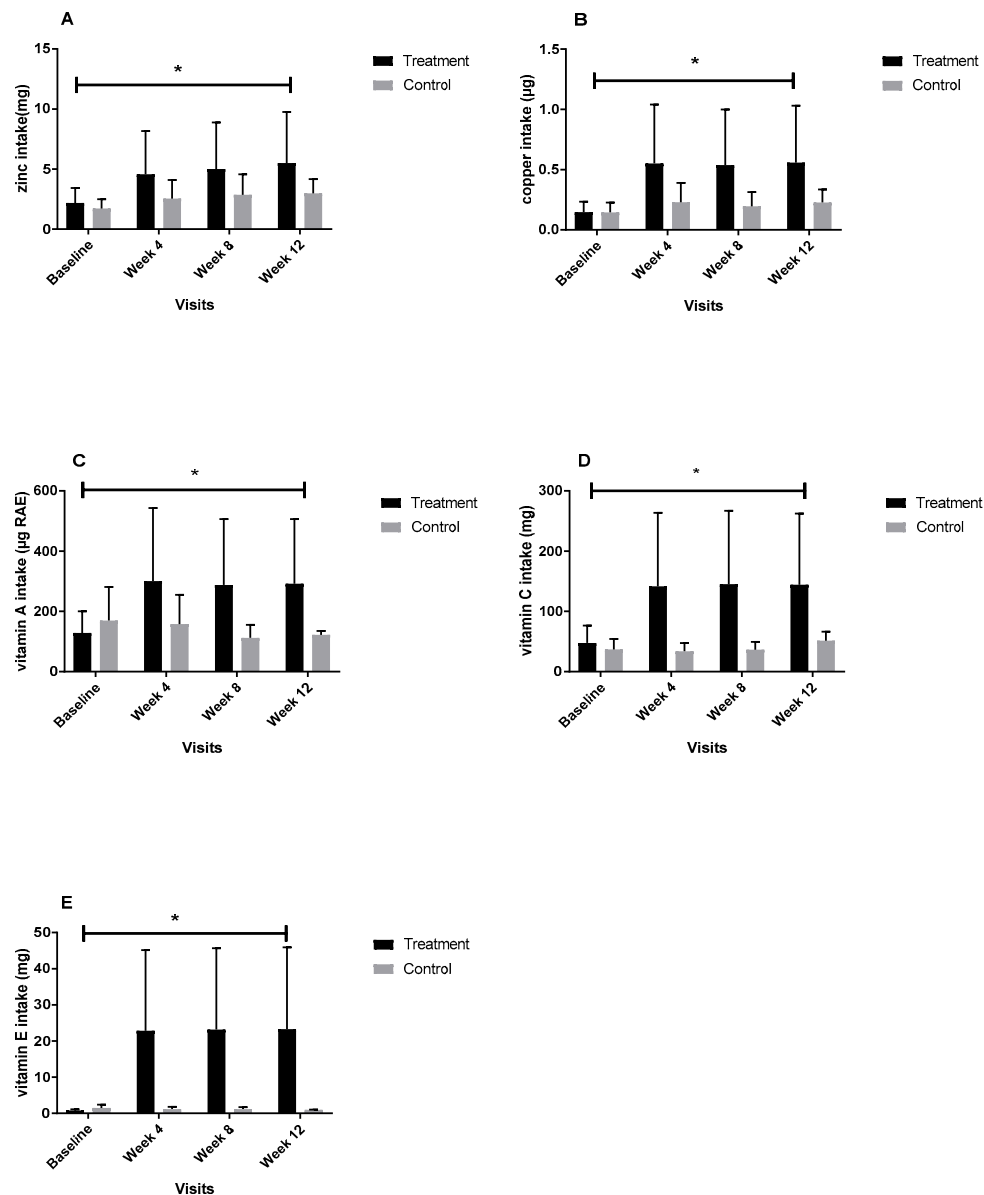 A
*
15
10
5
0
zinc intake(mg)
Baseline
Week 4
Week 8
Week 12
Visits
Treatment
Control
B
*
1.5
1.0
0.5
0.0
copper intake (µg)
Baseline
Week 4
Week 8
Week 12
Visits
Treatment
Control
C
*
600
400
200
0
vitamin A intake (µg RAE)
Baseline
Week 4
Week 8
Week 12
Visits
Treatment
Control
D
*
300
200
100
0
vitamin C intake (mg)
Baseline
Week 4
Week 8
Week 12
Visits
Treatment
Control
E
*
50
40
30
20
10
0
vitamin E intake (mg)
Baseline
Week 4
Week 8
Week 12
Visits
Treatment
Control